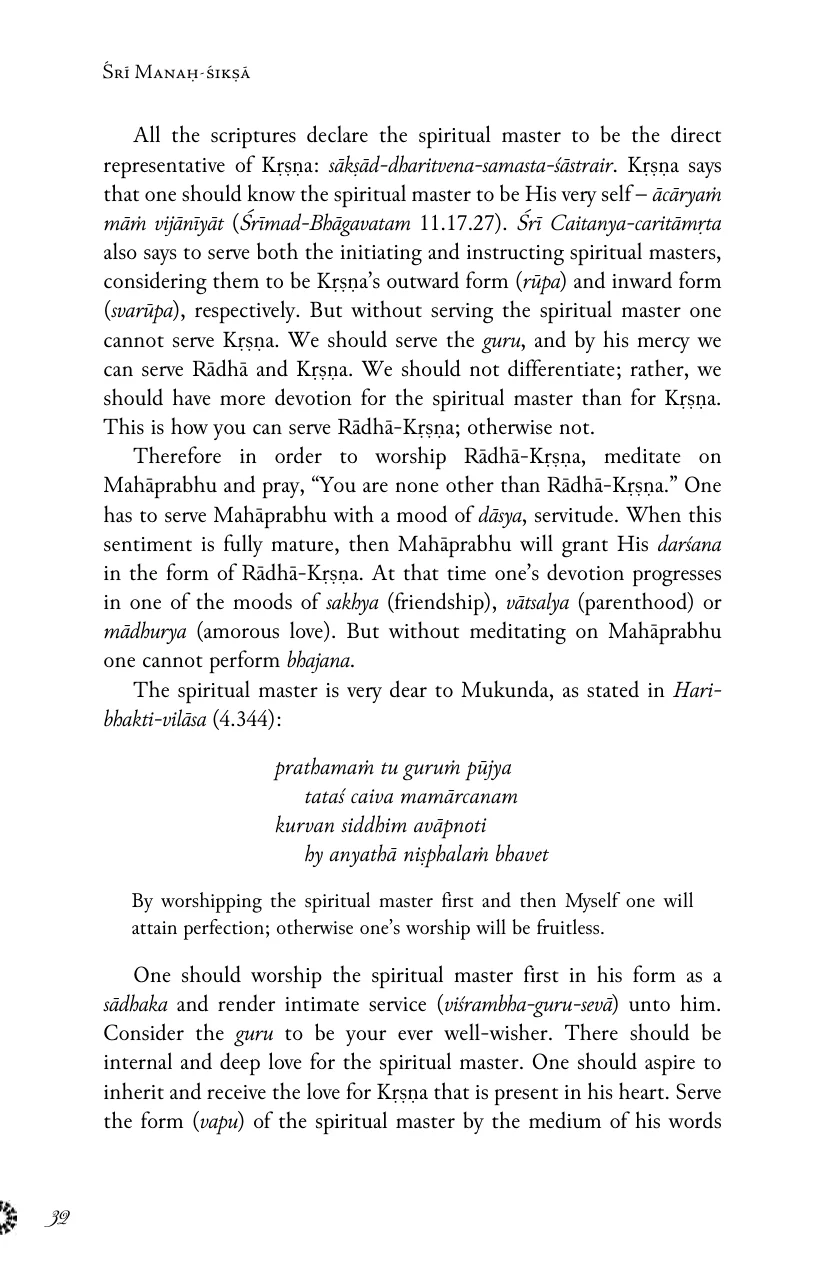 Śrī Manaḥ-śikṣā
All the scriptures declare the spiritual master to be the direct
representative of Kṛṣṇa: sākṣād-dharitvena-samasta-śāstrair. Kṛṣṇa says
that one should know the spiritual master to be His very self – ācāryaṁ
māṁ vijānīyāt (Śrīmad-Bhāgavatam 11.17.27). Śrī Caitanya-caritāmṛta
also says to serve both the initiating and instructing spiritual masters,
considering them to be Kṛṣṇa’s outward form (rūpa) and inward form
(svarūpa), respectively. But without serving the spiritual master one
cannot serve Kṛṣṇa. We should serve the guru, and by his mercy we
can serve Rādhā and Kṛṣṇa. We should not differentiate; rather, we
should have more devotion for the spiritual master than for Kṛṣṇa.
This is how you can serve Rādhā-Kṛṣṇa; otherwise not.
Therefore in order to worship Rādhā-Kṛṣṇa, meditate on
Mahāprabhu and pray, “You are none other than Rādhā-Kṛṣṇa.” One
has to serve Mahāprabhu with a mood of dāsya, servitude. When this
sentiment is fully mature, then Mahāprabhu will grant His darśana
in the form of Rādhā-Kṛṣṇa. At that time one’s devotion progresses
in one of the moods of sakhya (friendship), vātsalya (parenthood) or
mādhurya (amorous love). But without meditating on Mahāprabhu
one cannot perform bhajana.
The spiritual master is very dear to Mukunda, as stated in Hari-
bhakti-vilāsa (4.344):
prathamaṁ tu guruṁ pūjya
tataś caiva mamārcanam
kurvan siddhim avāpnoti
hy anyathā niṣphalaṁ bhavet
By worshipping the spiritual master first and then Myself one will
attain perfection; otherwise one’s worship will be fruitless.
One should worship the spiritual master first in his form as a
sādhaka and render intimate service (viśrambha-guru-sevā) unto him.
Consider the guru to be your ever well-wisher. There should be
internal and deep love for the spiritual master. One should aspire to
inherit and receive the love for Kṛṣṇa that is present in his heart. Serve
the form (vapu) of the spiritual master by the medium of his words
32